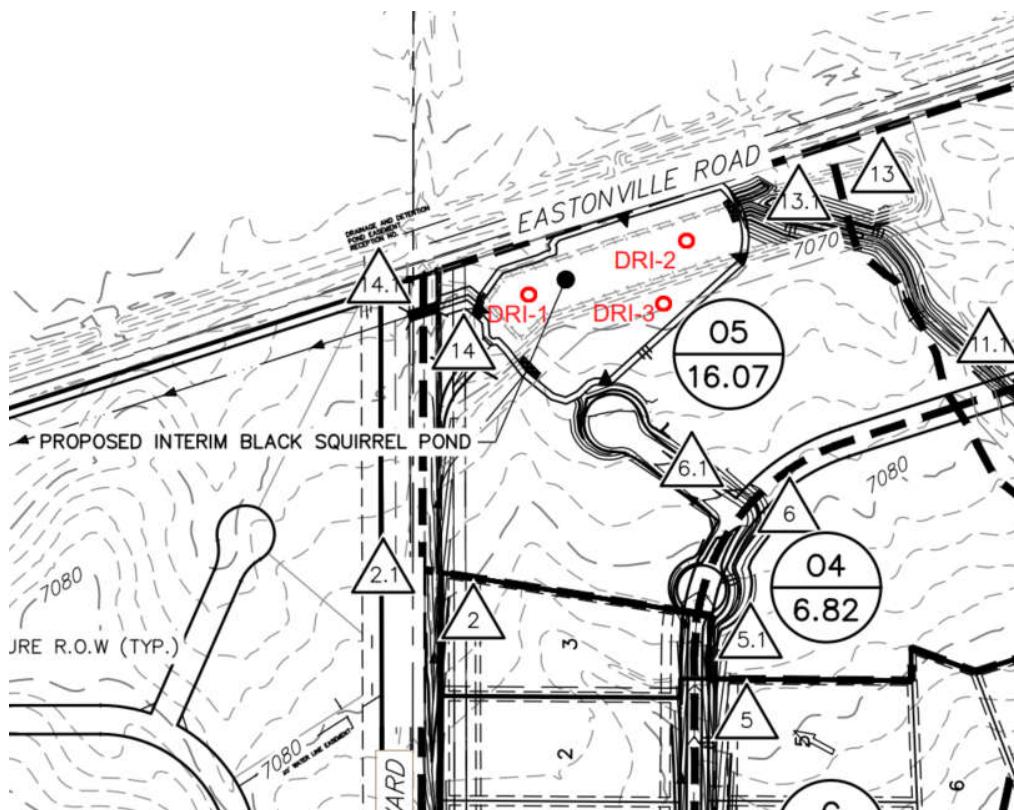 EASTONVILLE ROAD
13
13.1
DRAINAGE AND DETENTION
POND EASEMENT
RECEPTION NO.
14.1
DRI-2
7070
DRI-1
DRI-3
05
16.07
11.1
14
PROPOSED INTERIM BLACK SQUIRREL POND
6.1
7080
6
04
6.82
7080
2.1
2
5.1
URE R.O.W (TYP.)
3
5
7080
2
5
6
ARD